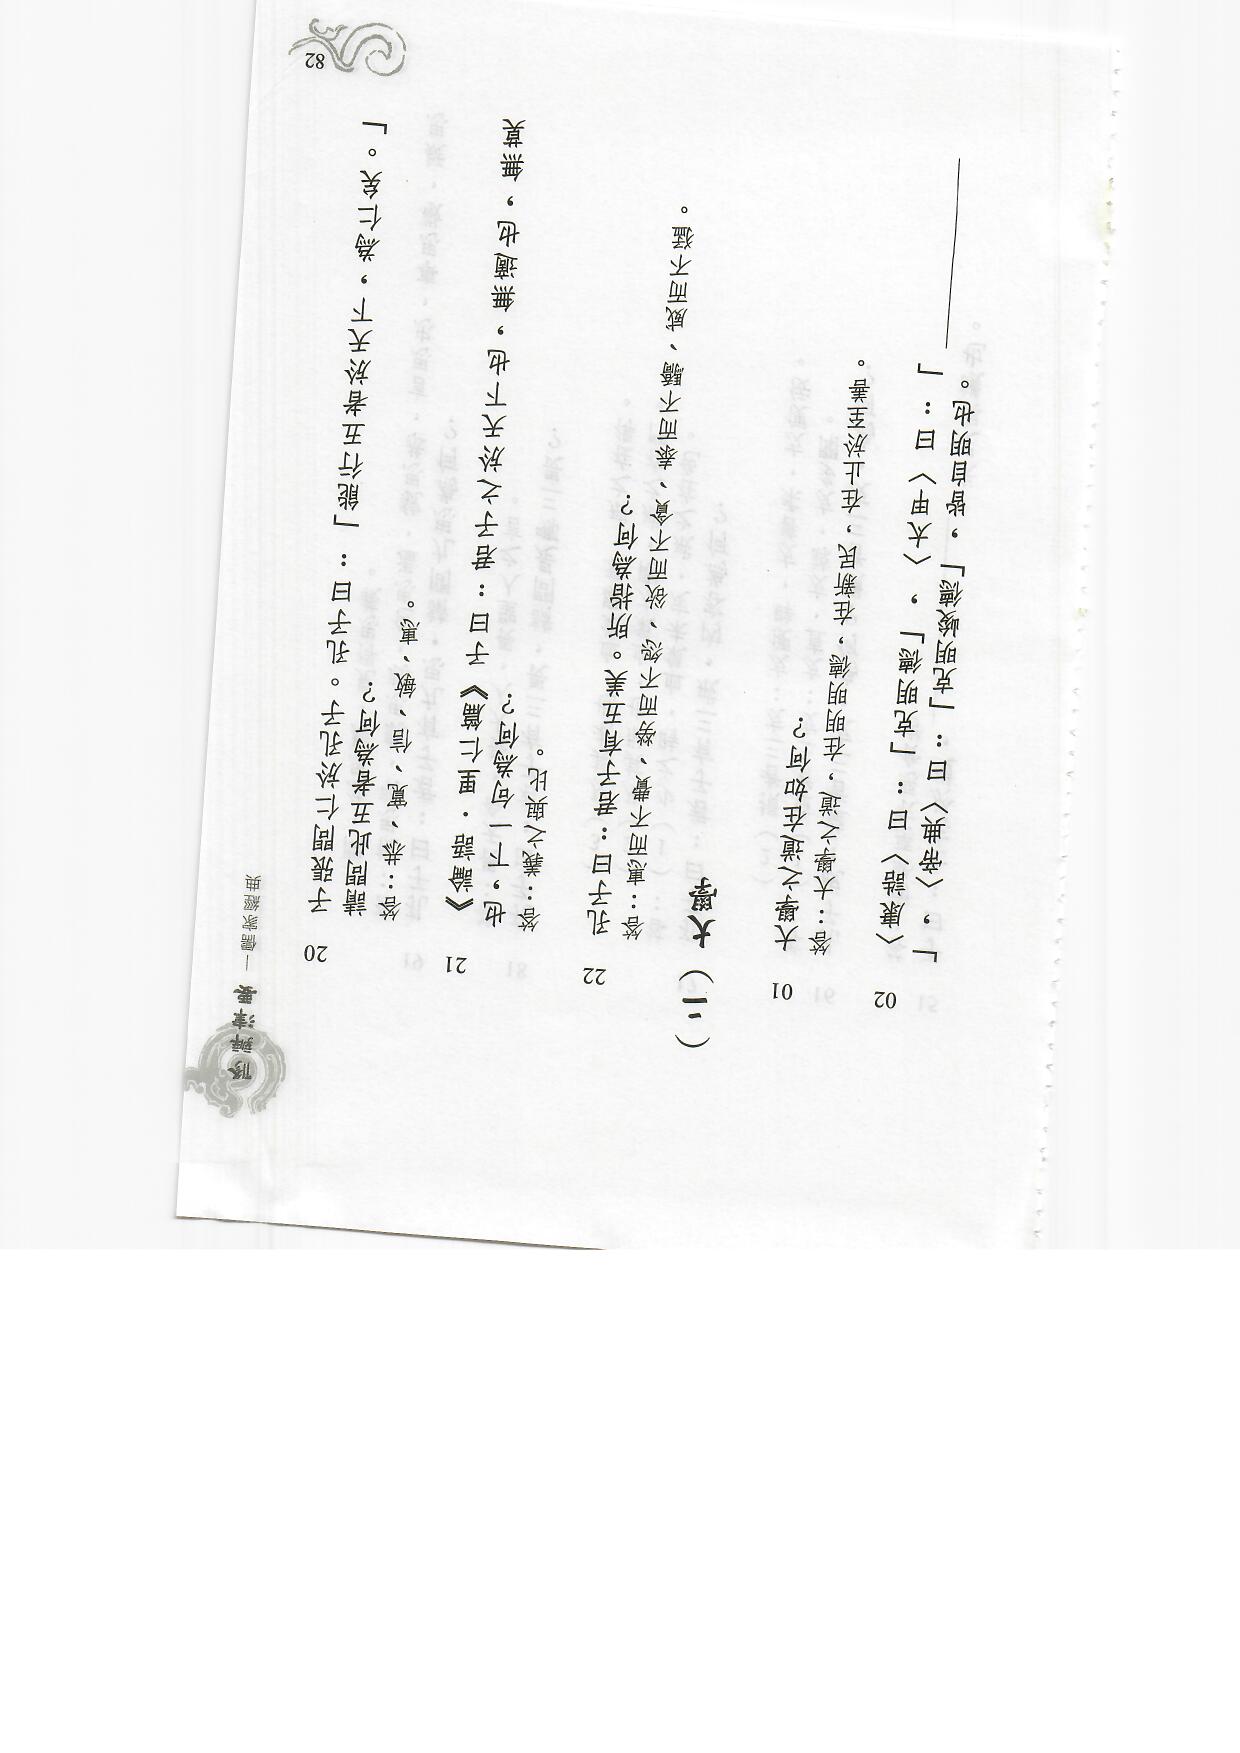 修辦津要—儒家經典
20 子張問仁於孔子。孔子曰：「能行五者於天下，為仁矣。」
請問此五者為何？
答：恭、寬、信、敏、惠。
21 《論語．里仁篇》子曰：君子之於天下也，無適也，無莫
也，下一句為何？
答：義之與比。
22 孔子曰：君子有五美。所指為何？
答：惠而不費、勞而不怨、欲而不貪、泰而不驕、威而不猛。
（二）大學
01 大學之道在如何？
答：大學之道，在明明德，在新民，在止於至善。
02 〈康誥〉曰：「克明德」，〈太甲〉曰：「
」，〈帝典〉曰：「克明峻德」，皆自明也。
82